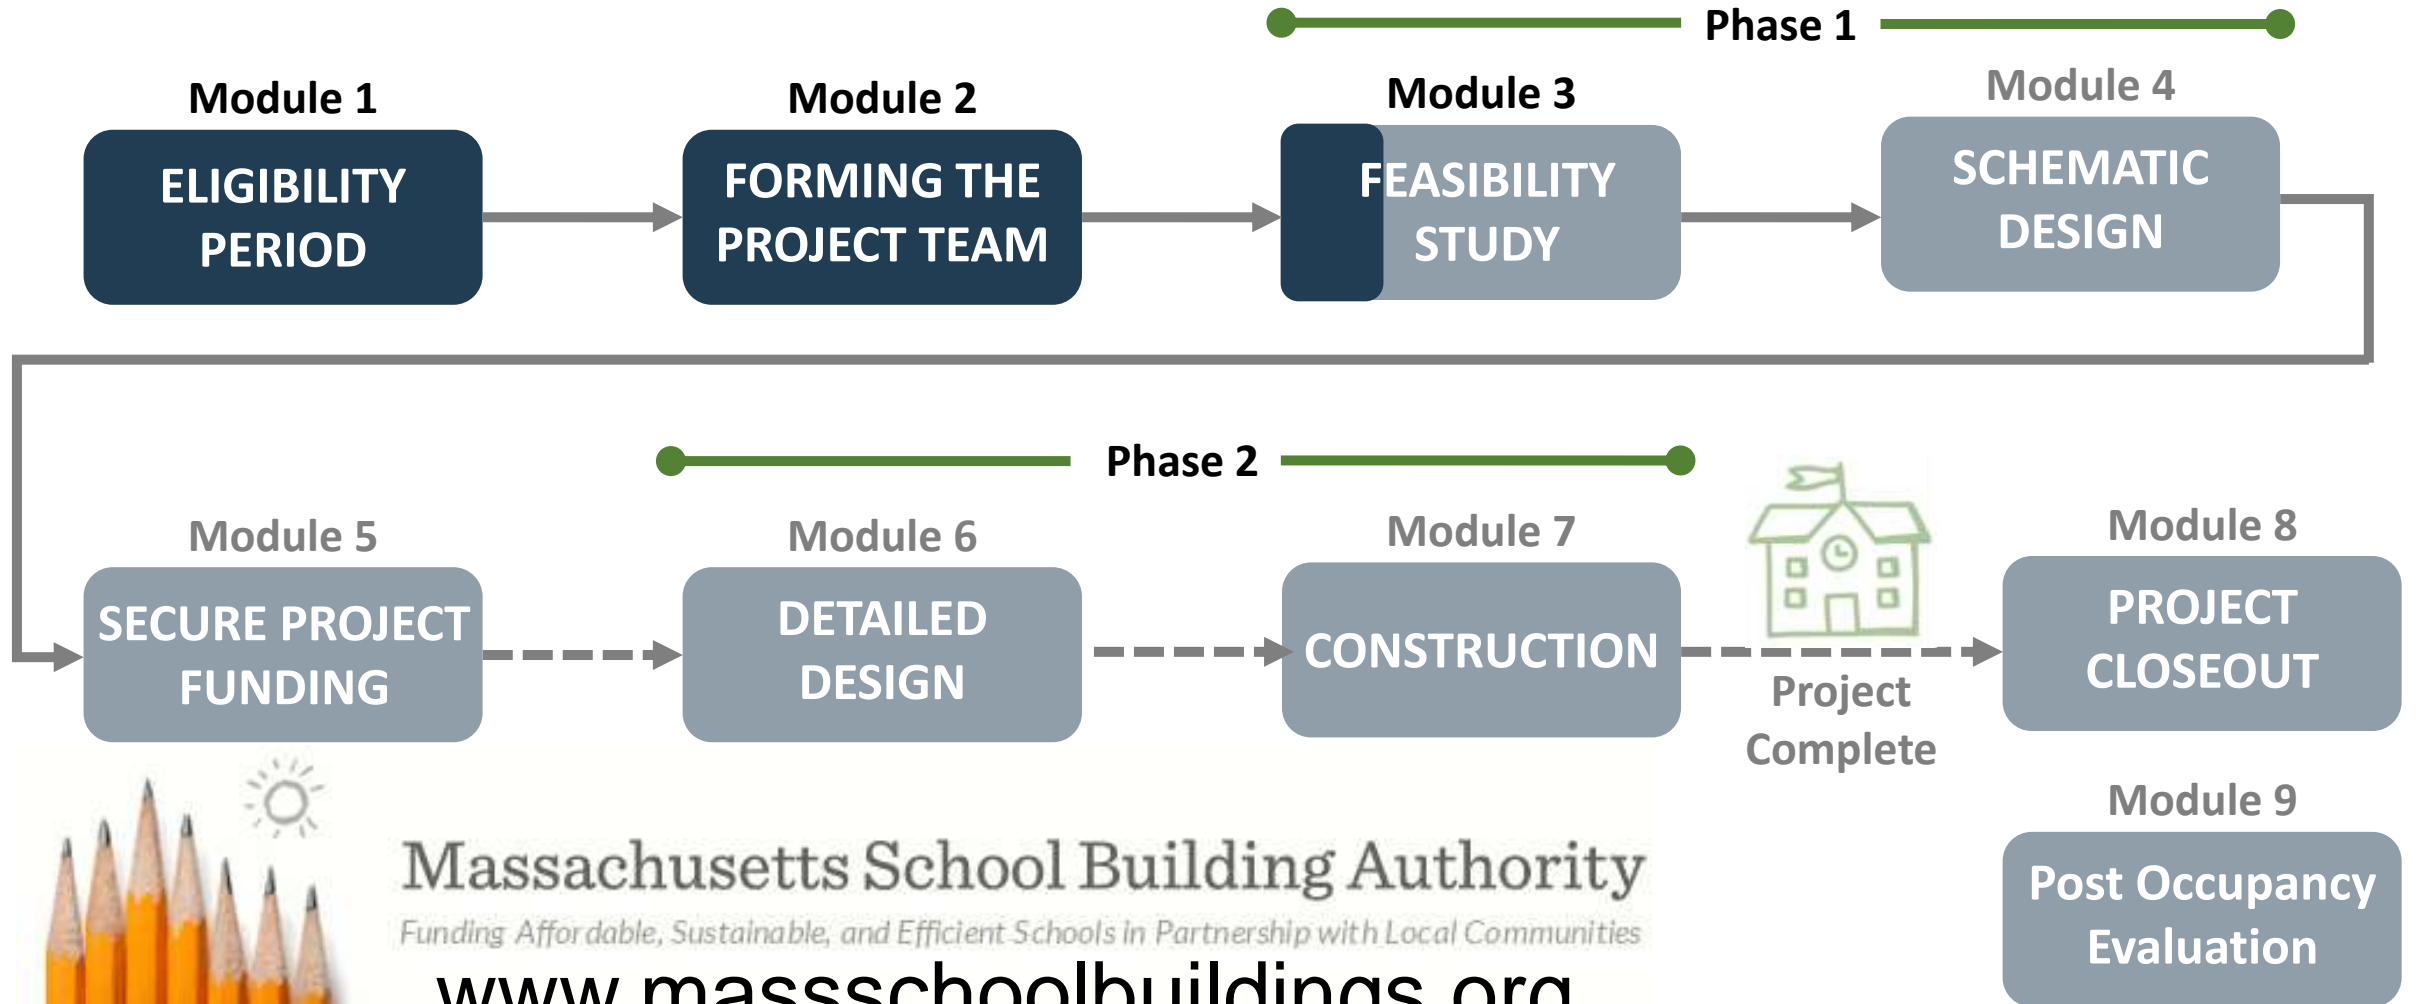 Phase 1
Module 1
ELIGIBILITY
PERIOD
Module 2
FORMING THE
PROJECT TEAM
Module 3
FEASIBILITY
STUDY
Module 4
SCHEMATIC
DESIGN
Phase 2
Module 5
SECURE PROJECT
FUNDING
Module 6
DETAILED
DESIGN
Module 7
CONSTRUCTION
Project
Complete
Module 8
PROJECT
CLOSEOUT
Module 9
Post Occupancy
Evaluation
Massachusetts School Building Authority
Funding Affordable, Sustainable, and Efficient Schools in Partnership with Local Communities
www.massschoolbuildings.org